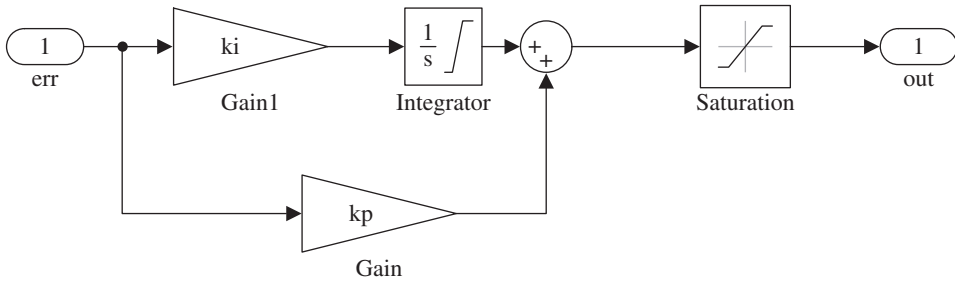 1
err
ki
Gain1
1
s
Integrator
+
+
Saturation
1
out
kp
Gain